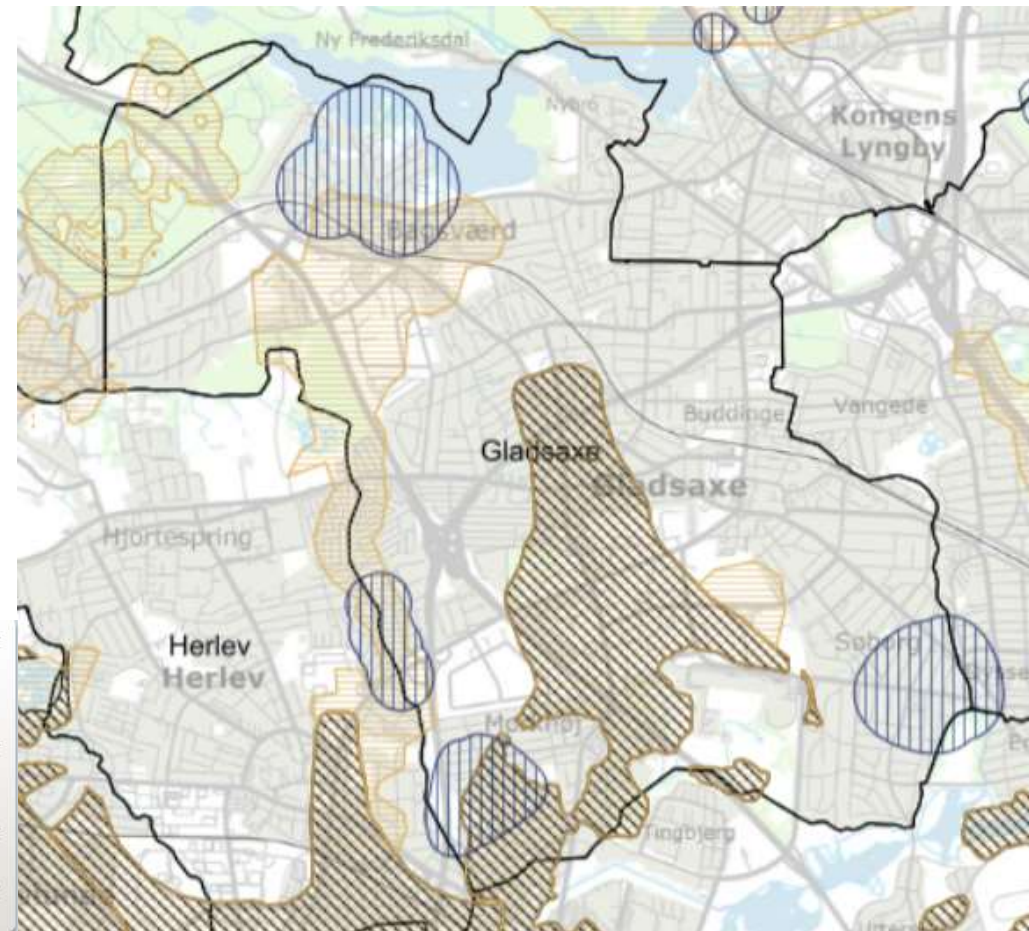 Ny Frederiksdal
Nybro
Kongens
Lyngby
Bagsværd
Buddinge
Vangede
Gladsaxe
Gladsaxe
Hjortespring
Herlev
Herlev
Søborg
Mørkhøj
Tingbjerg